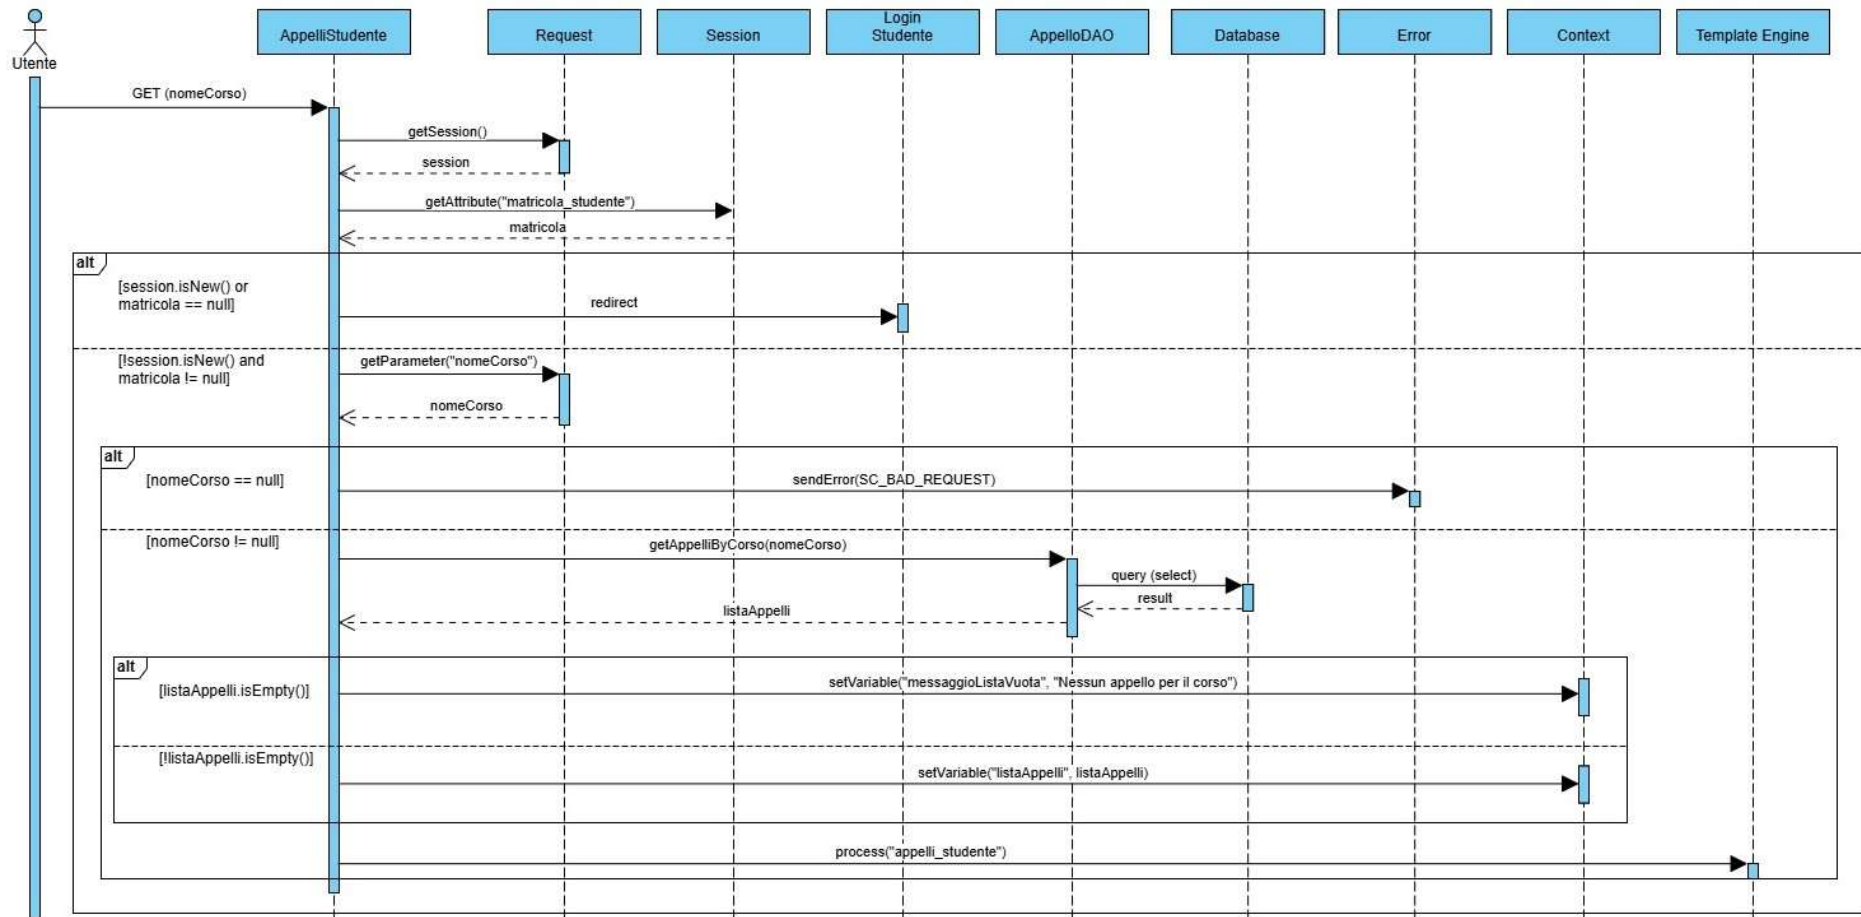 Utente
AppelliStudente
Request
Session
Login
Studente
AppelloDAO
Database
Error
Context
Template Engine
GET (nomeCorso)
getSession()
session
getAttribute("matricola_studente")
matricola
alt
[session.isNew() or
matricola == null]
redirect
[!session.isNew() and
matricola != null]
getParameter("nomeCorso")
nomeCorso
alt
[nomeCorso == null]
sendError(SC_BAD_REQUEST)
[nomeCorso != null]
getAppelliByCorso(nomeCorso)
query (select)
result
listaAppelli
alt
[listaAppelli.isEmpty()]
setVariable("messaggioListaVuota", "Nessun appello per il corso")
[!listaAppelli.isEmpty()]
setVariable("listaAppelli", listaAppelli)
process("appelli_studente")